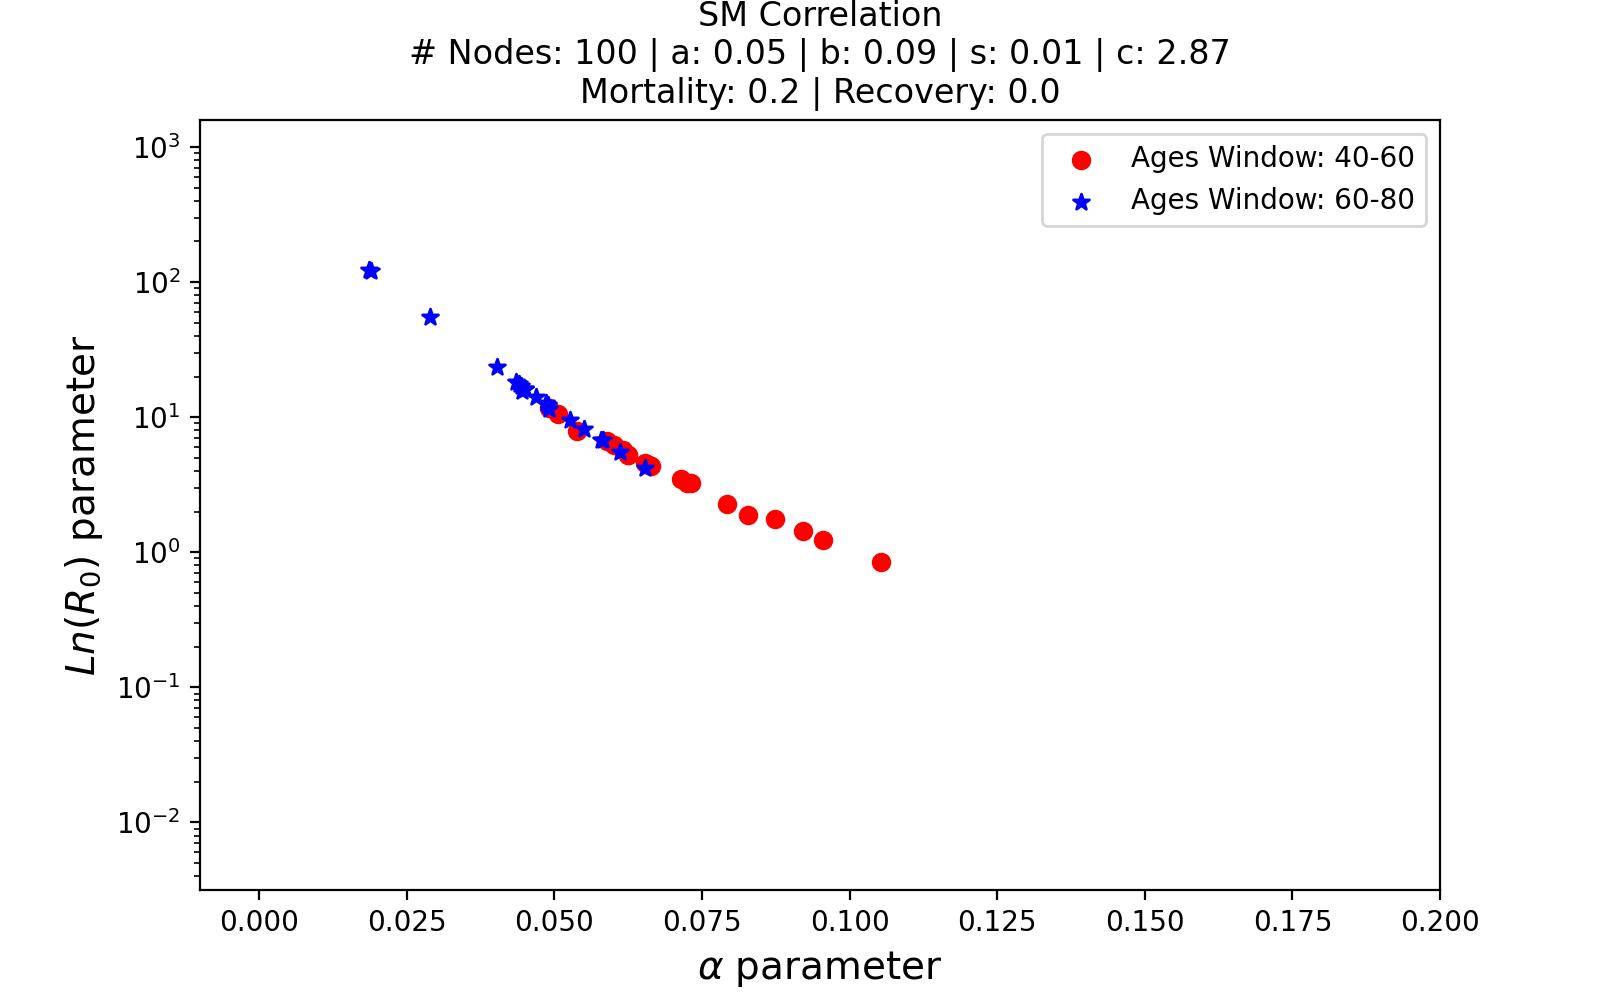 SM Correlation
# Nodes: 100 | a: 0.05 | b: 0.09 | s: 0.01 | c: 2.87
Mortality: 0.2 | Recovery: 0.0
Ages Window: 40-60
Ages Window: 60-80
Ln(R₀) parameter
10³
10²
10¹
10⁰
10⁻¹
10⁻²
0.000 0.025 0.050 0.075 0.100 0.125 0.150 0.175 0.200
α parameter